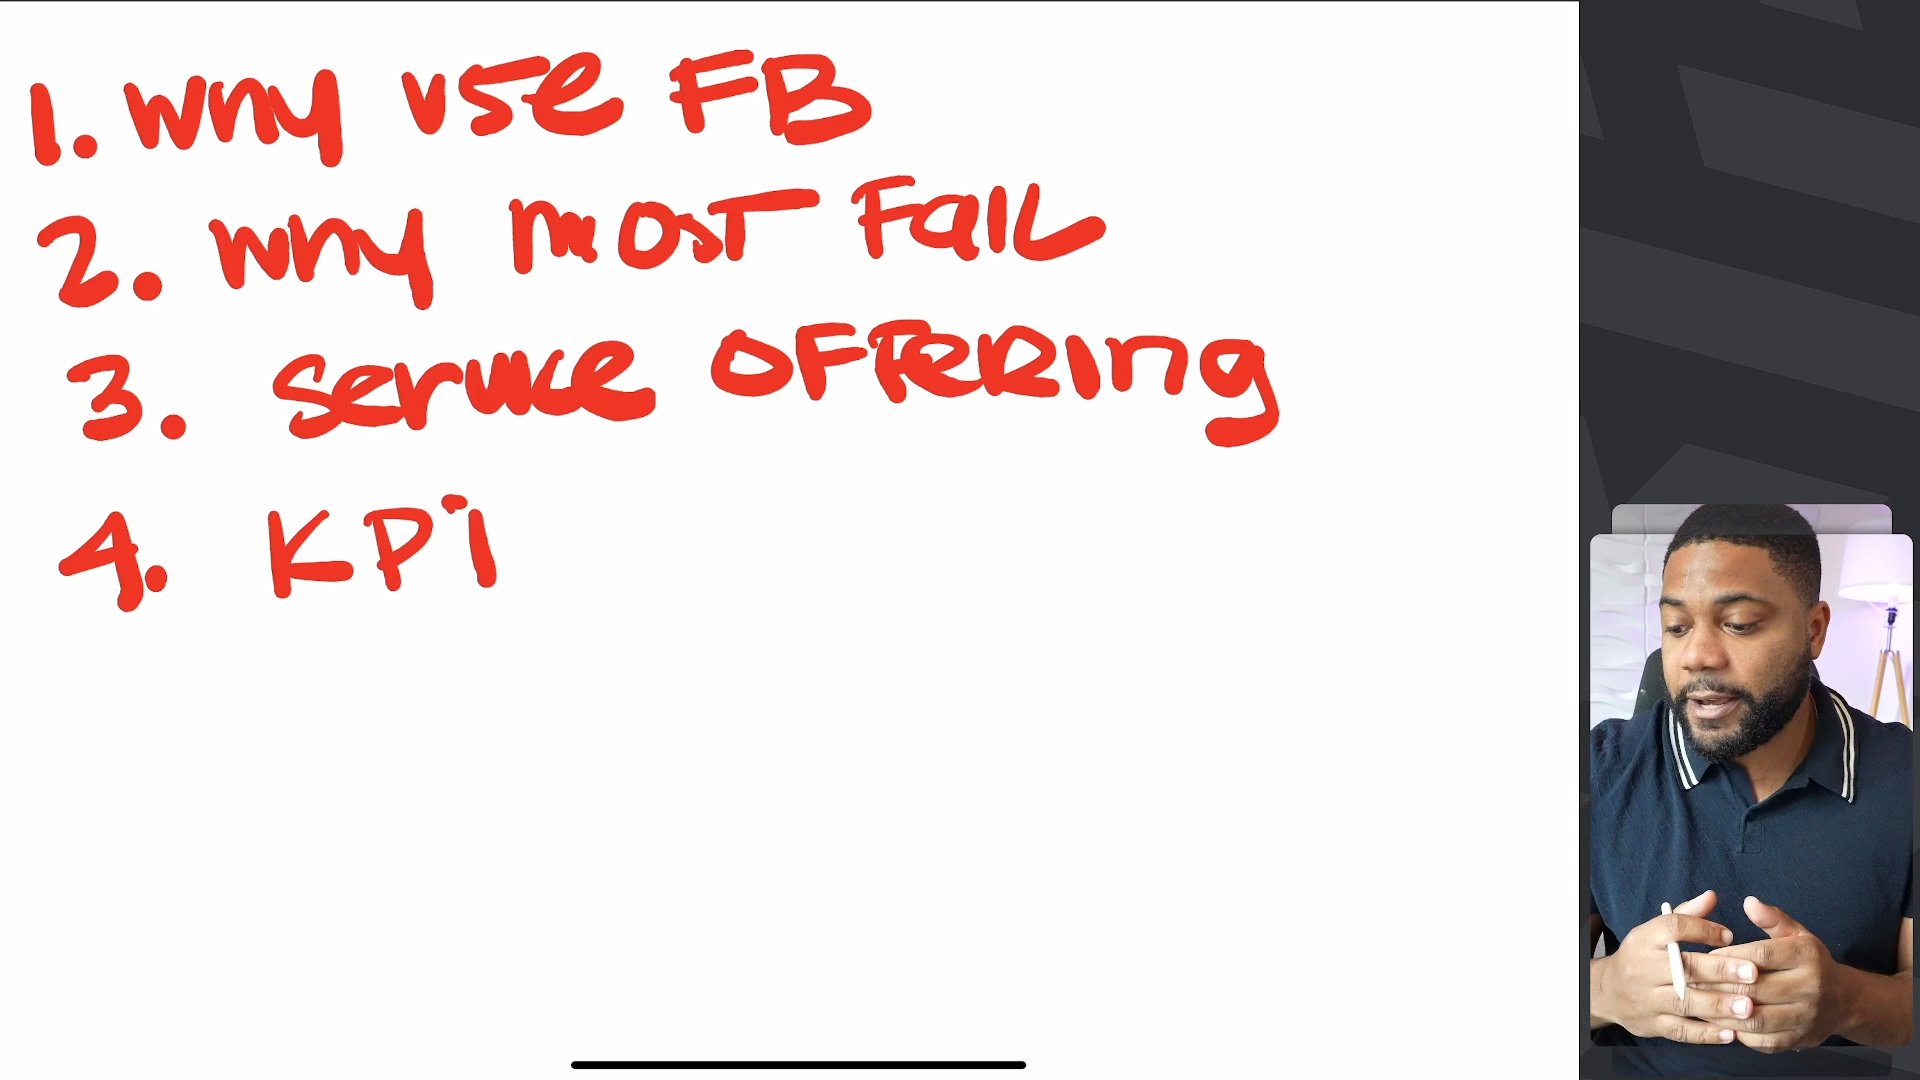 1. why use FB
2. why most Fail
3. service OFFERING
4. KPi